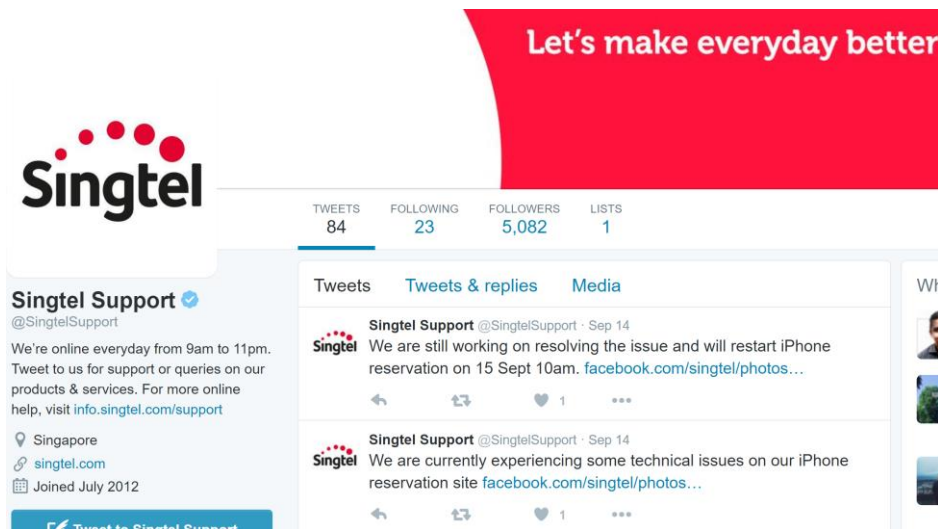 Let's make everyday better
Singtel
TWEETS FOLLOWING FOLLOWERS LISTS
84 23 5,082 1
Singtel Support
@SingtelSupport
We're online everyday from 9am to 11pm.
Tweet to us for support or queries on our
products & services. For more online
help, visit info.singtel.com/support
Singapore
singtel.com
Joined July 2012
Tweet to Singtel Support
Tweets Tweets & replies Media
Singtel
Singtel Support @SingtelSupport · Sep 14
We are still working on resolving the issue and will restart iPhone
reservation on 15 Sept 10am. facebook.com/singtel/photos…
1
Singtel
Singtel Support @SingtelSupport · Sep 14
We are currently experiencing some technical issues on our iPhone
reservation site facebook.com/singtel/photos…
1